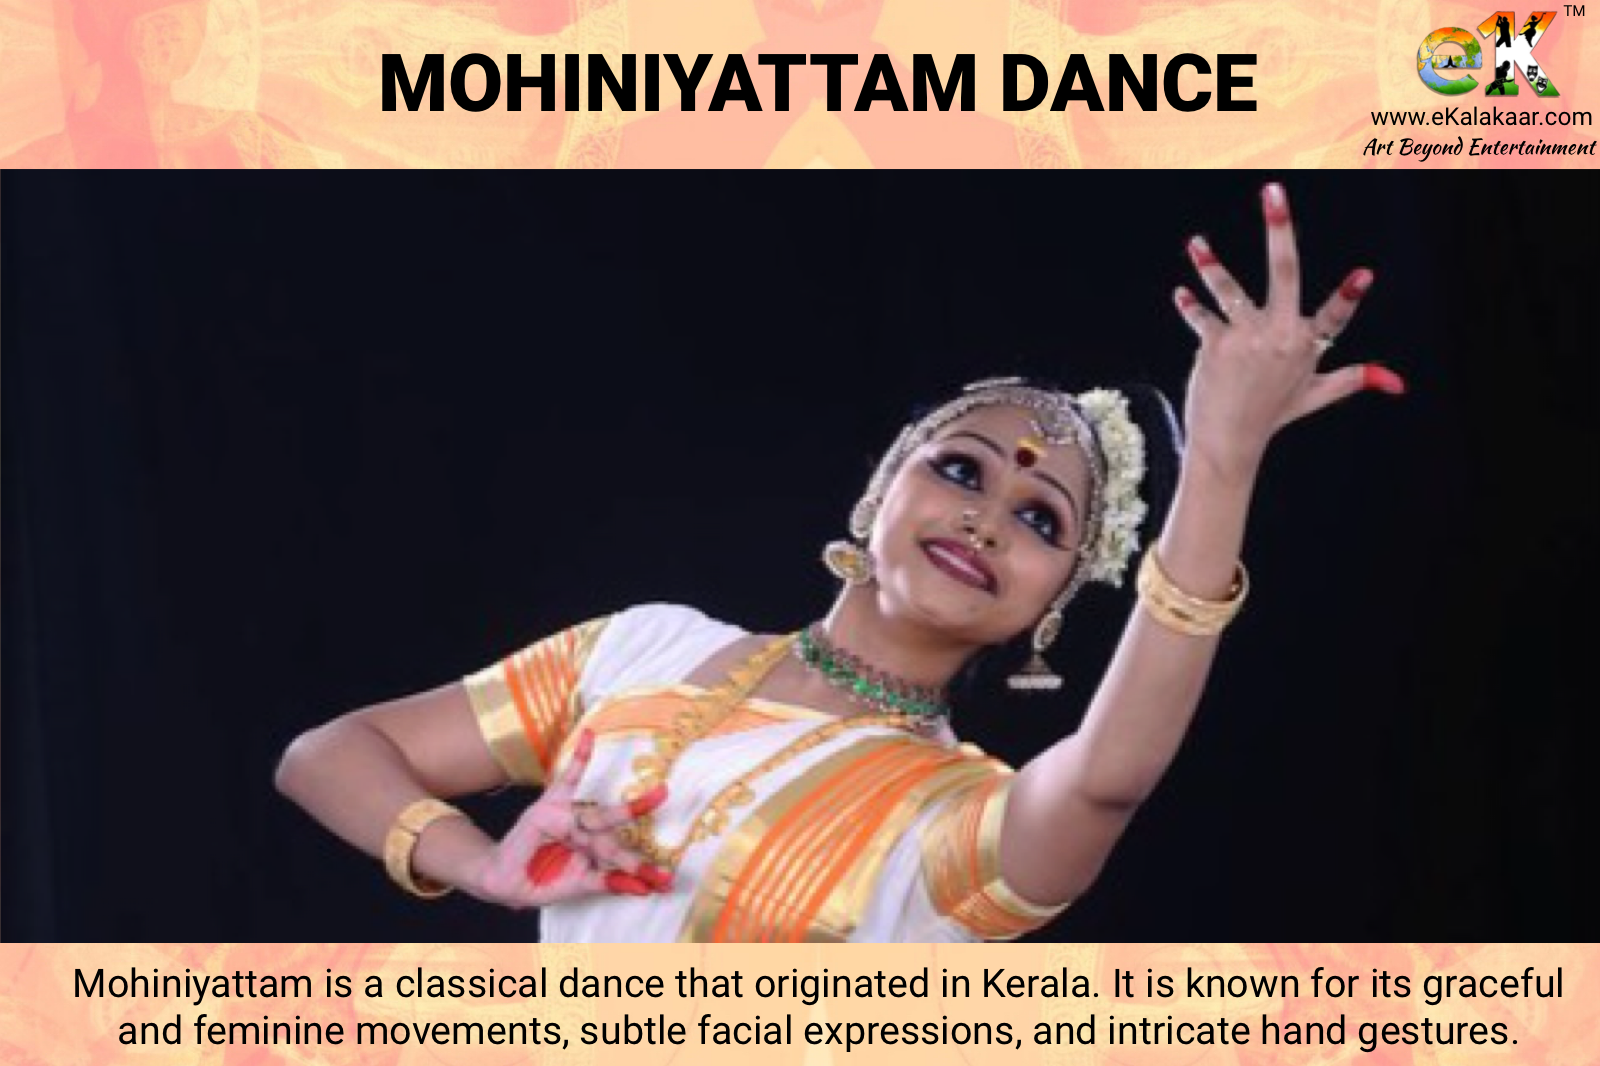 MOHINIYATTAM DANCE
eK
TM
www.eKalakaar.com
Art Beyond Entertainment
Mohiniyattam is a classical dance that originated in Kerala. It is known for its graceful
and feminine movements, subtle facial expressions, and intricate hand gestures.